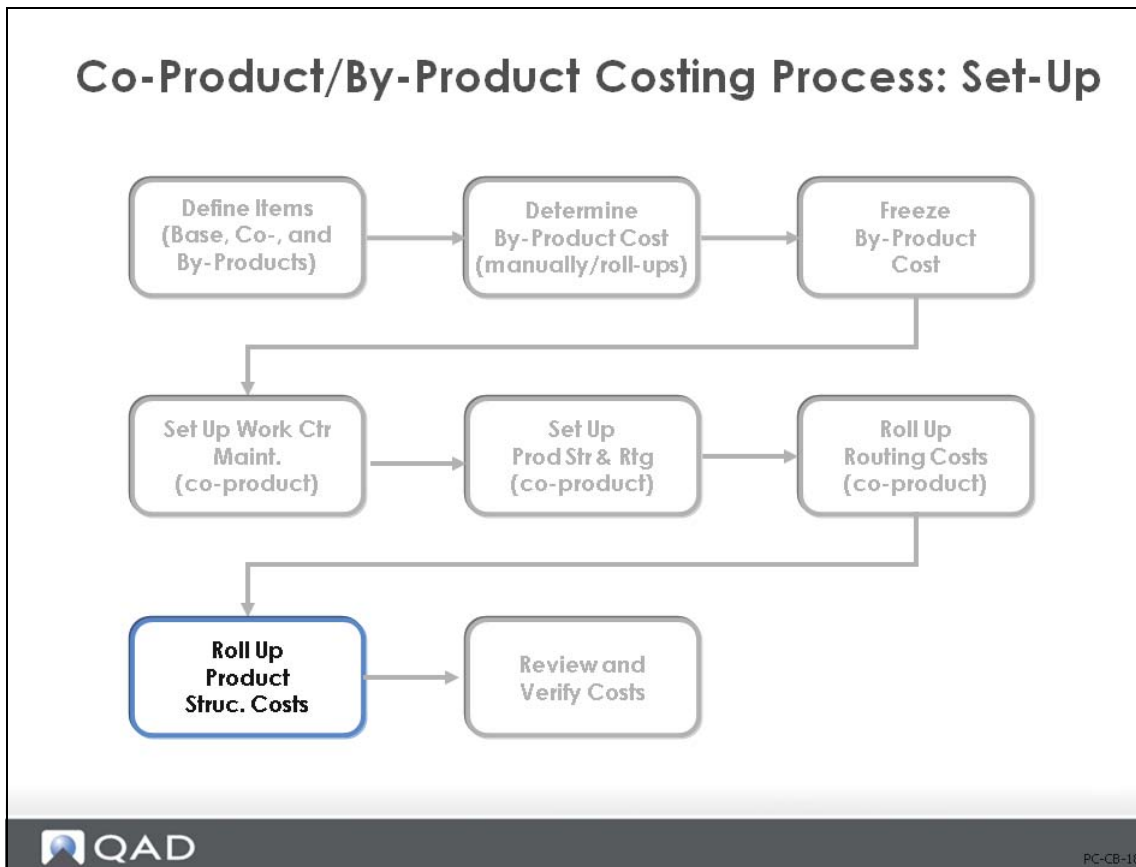 Co-Product/By-Product Costing Process: Set-Up
Define Items
(Base, Co-, and
By-Products)
Determine
By-Product Cost
(manually/roll-ups)
Freeze
By-Product
Cost
Set Up Work Ctr
Maint.
(co-product)
Set Up
Prod Str & Rtg
(co-product)
Roll Up
Routing Costs
(co-product)
Roll Up
Product
Struc. Costs
Review and
Verify Costs
QAD